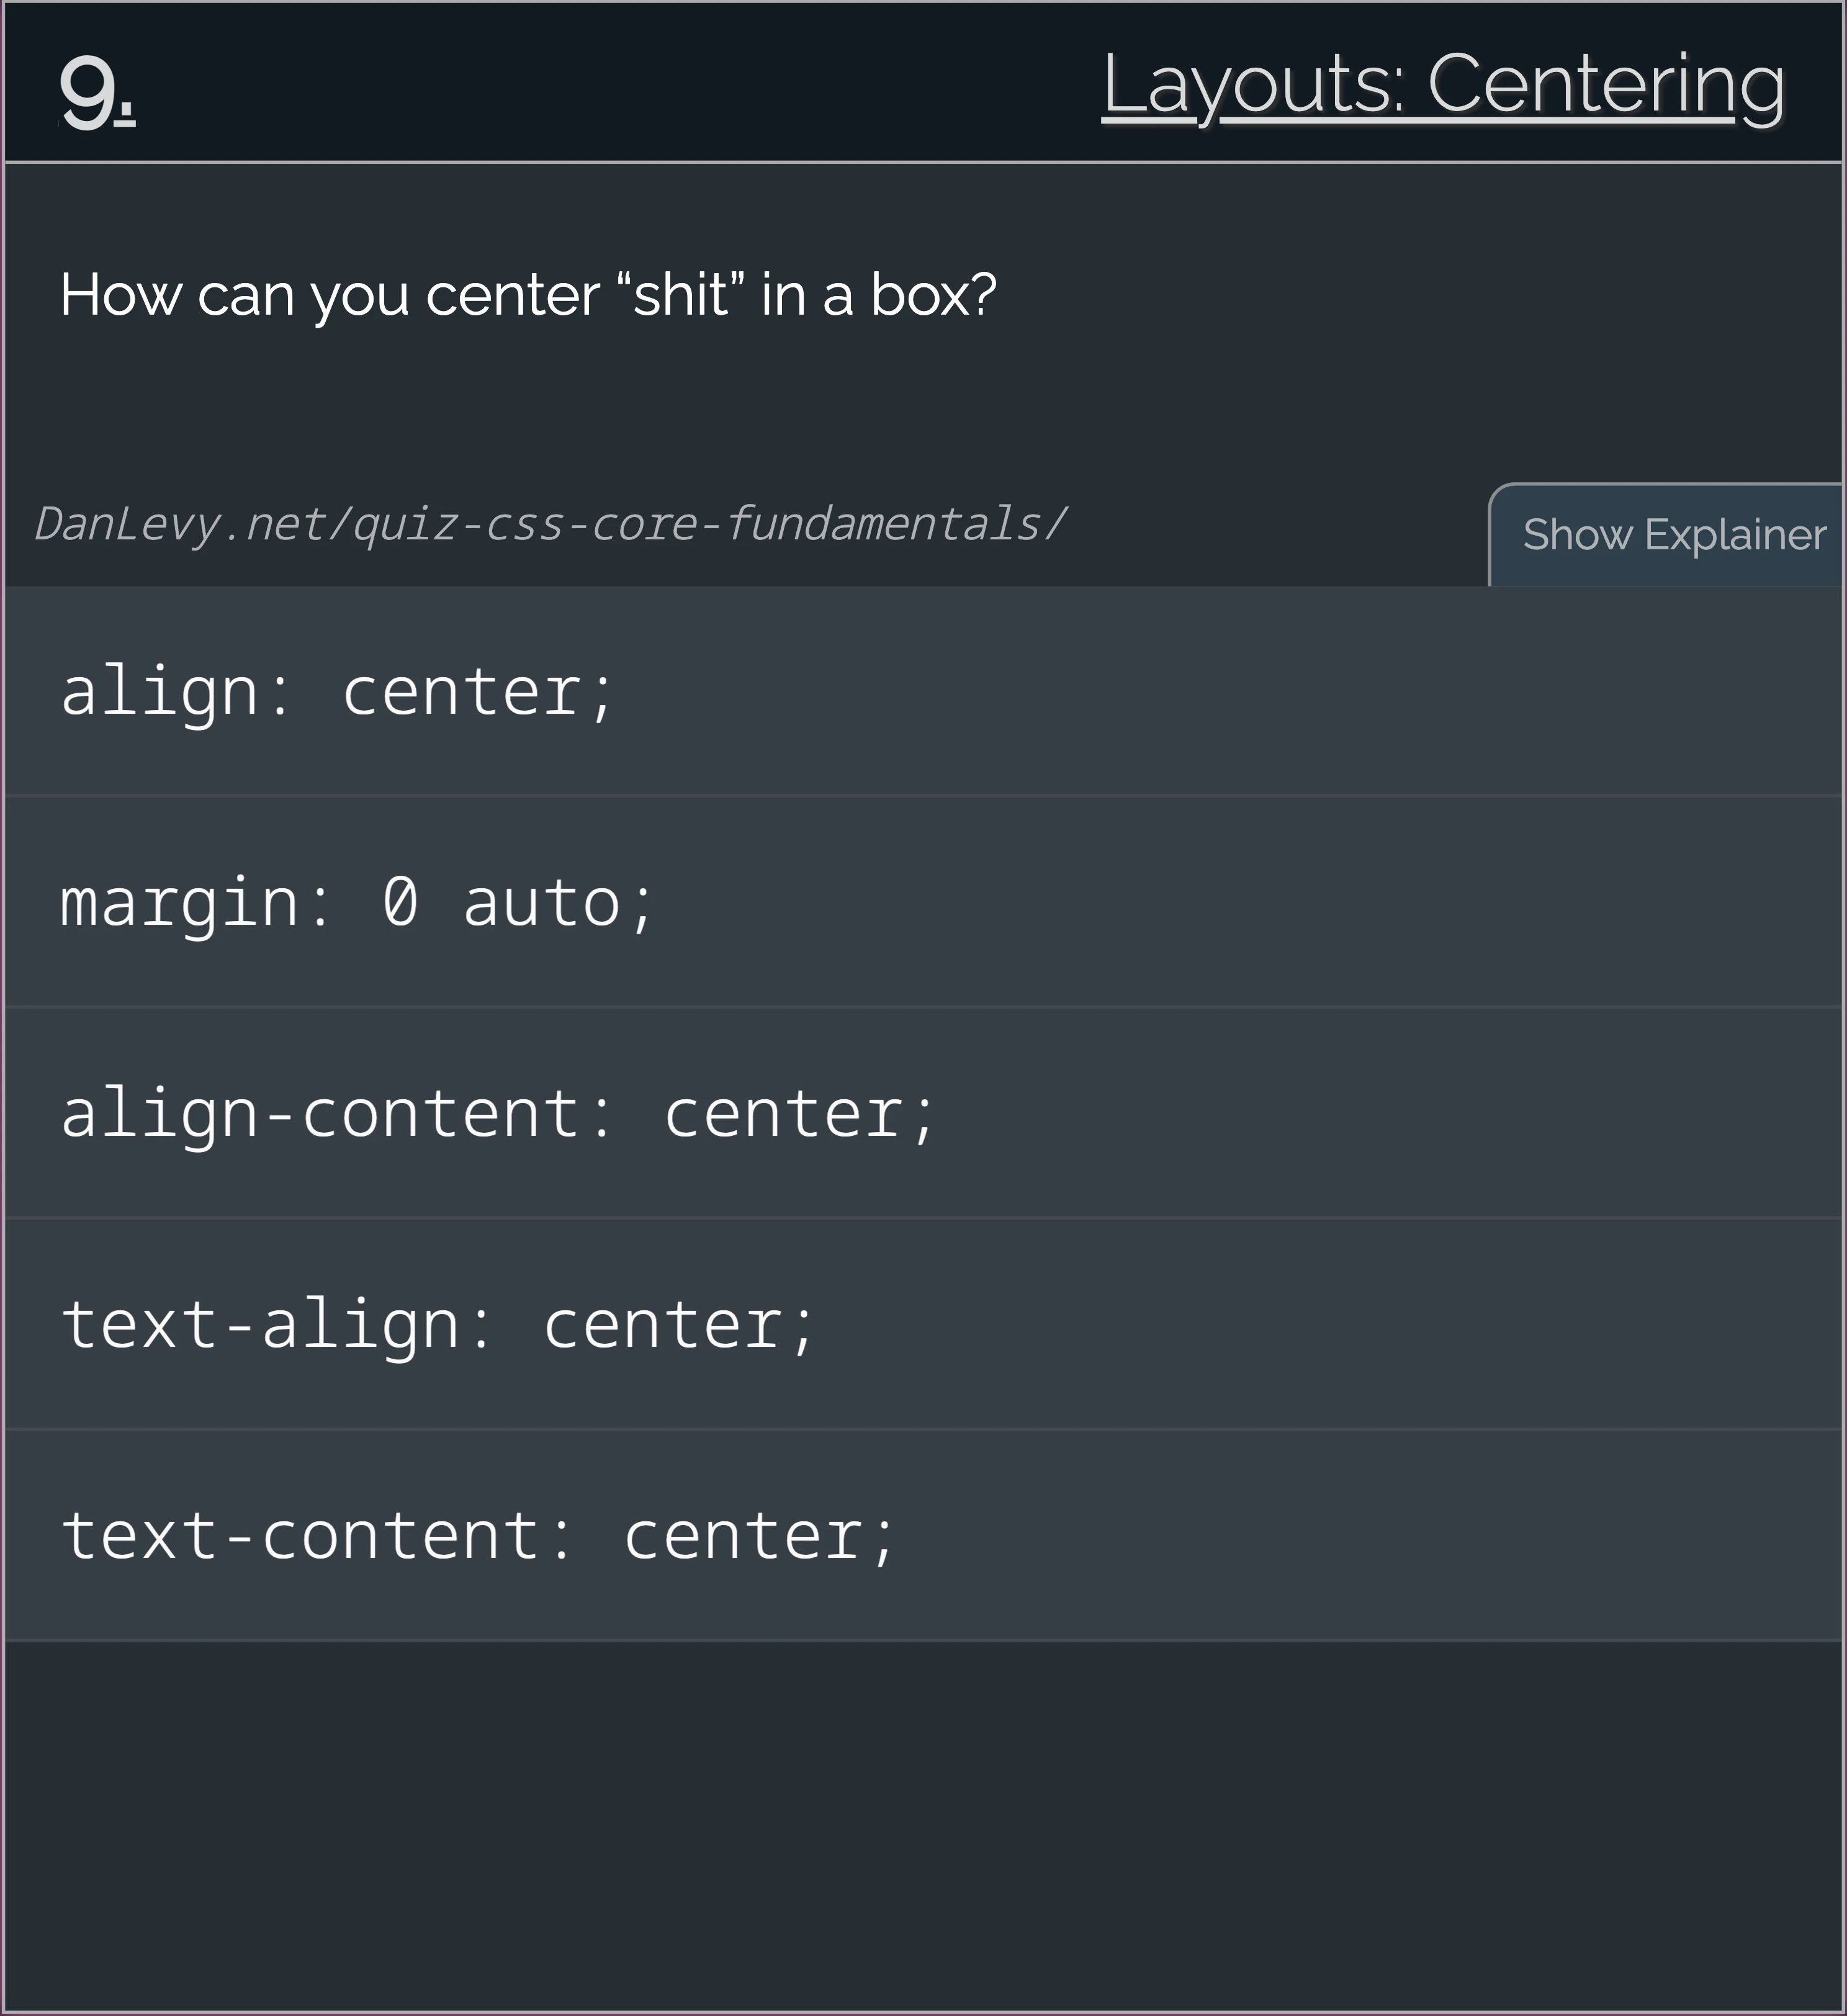 9.
Layouts: Centering
How can you center “shit” in a box?
DanLevy.net/quiz-css-core-fundamentals/
Show Explainer
align: center;
margin: 0 auto;
align-content: center;
text-align: center;
text-content: center;